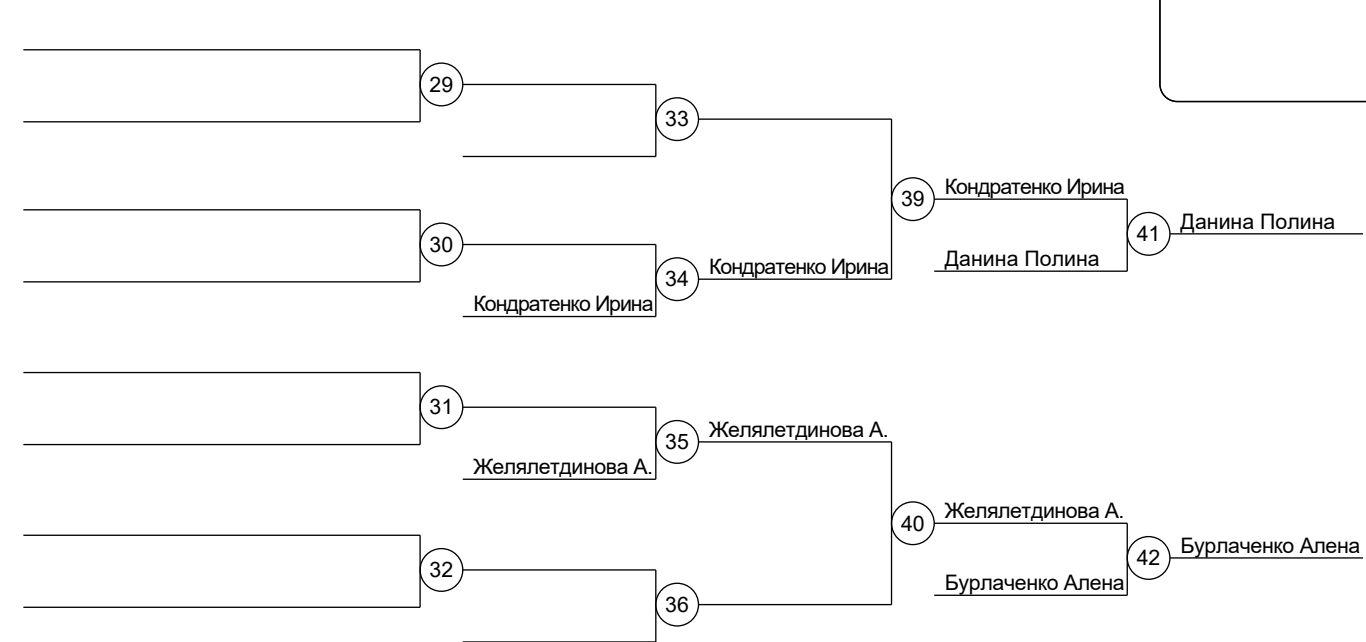 29
33
Кондратенко Ирина
39
Данина Полина
41
30
Данина Полина
Кондратенко Ирина
34
Кондратенко Ирина
31
Желялетдинова А.
35
Желялетдинова А.
Желялетдинова А.
40
Бурлаченко Алена
42
32
Бурлаченко Алена
36